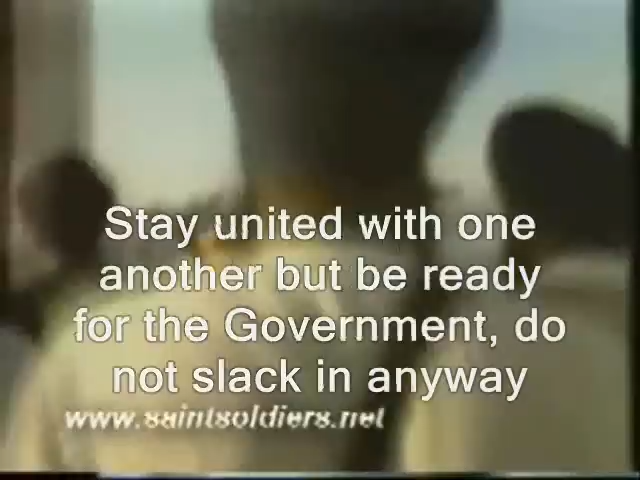 Stay united with one
another but be ready
for the Government, do
not slack in anyway
www.saintsoldiers.net